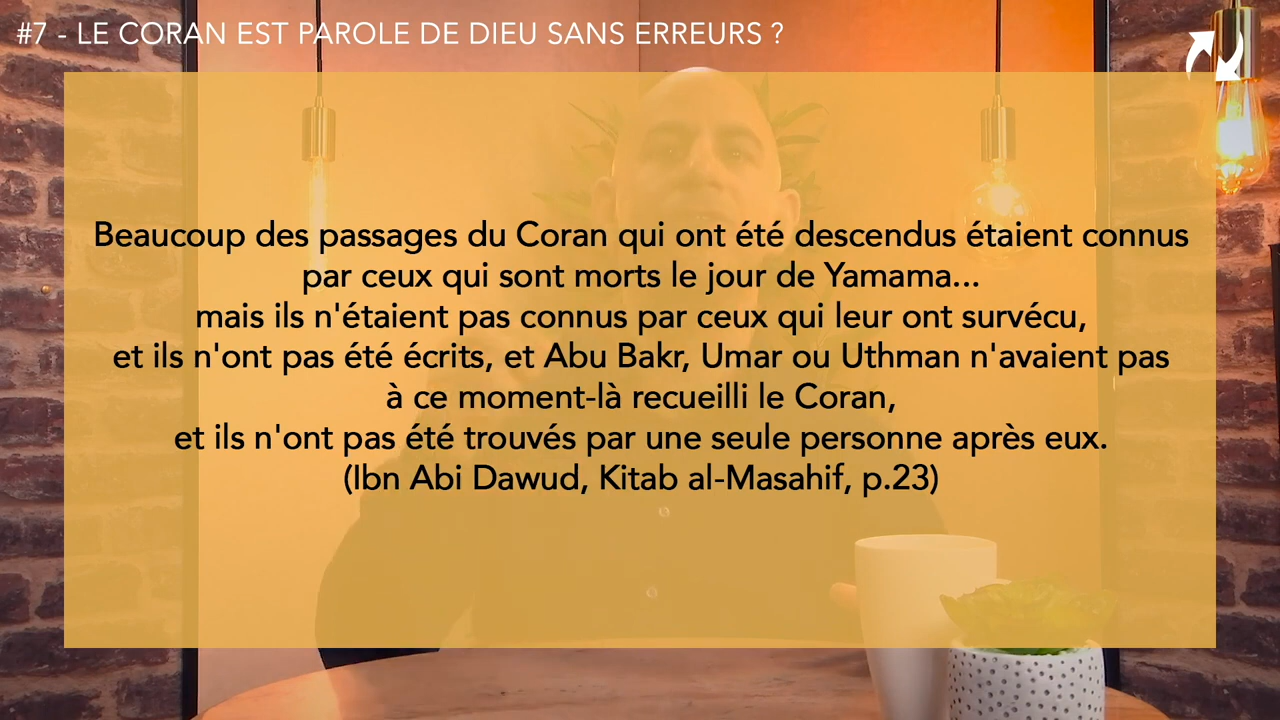 #7 - LE CORAN EST PAROLE DE DIEU SANS ERREURS ?
Beaucoup des passages du Coran qui ont été descendus étaient connus
par ceux qui sont morts le jour de Yamama...
mais ils n'étaient pas connus par ceux qui leur ont survécu,
et ils n'ont pas été écrits, et Abu Bakr, Umar ou Uthman n'avaient pas
à ce moment-là recueilli le Coran,
et ils n'ont pas été trouvés par une seule personne après eux.
(Ibn Abi Dawud, Kitab al-Masahif, p.23)